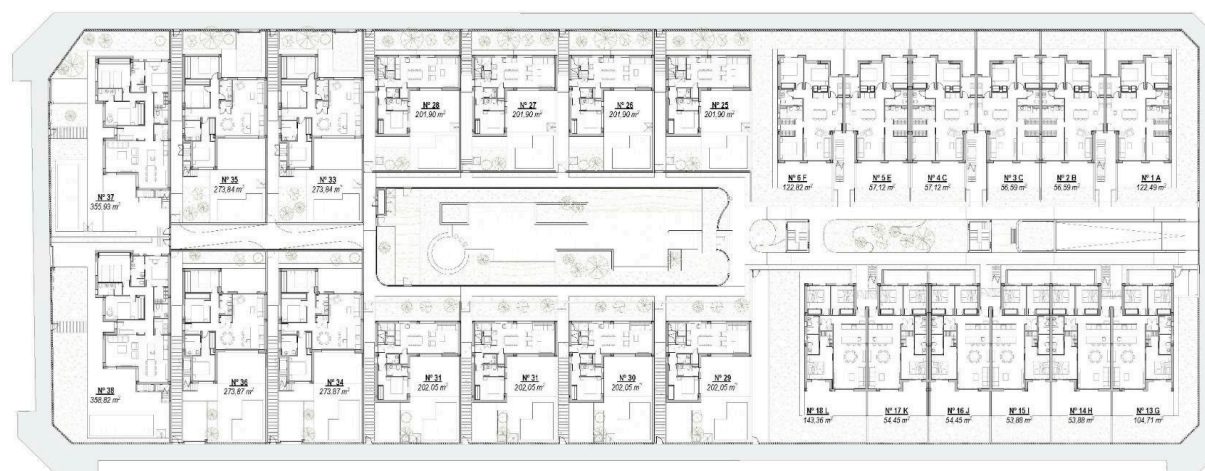 Nº 28
201,90 m²
Nº 27
201,90 m²
Nº 26
201,90 m²
Nº 25
201,90 m²
Nº 37
355,93 m²
Nº 35
273,84 m²
Nº 33
273,84 m²
Nº 6 F
122,82 m²
Nº 5 E
57,12 m²
Nº 4 C
57,12 m²
Nº 3 C
56,59 m²
Nº 2 B
56,59 m²
Nº 1 A
122,49 m²
Nº 38
358,82 m²
Nº 36
273,87 m²
Nº 34
273,87 m²
Nº 31
202,05 m²
Nº 31
202,05 m²
Nº 30
202,05 m²
Nº 29
202,05 m²
Nº 18 L
143,36 m²
Nº 17 K
54,45 m²
Nº 16 J
54,45 m²
Nº 15 I
53,88 m²
Nº 14 H
53,88 m²
Nº 13 G
104,71 m²